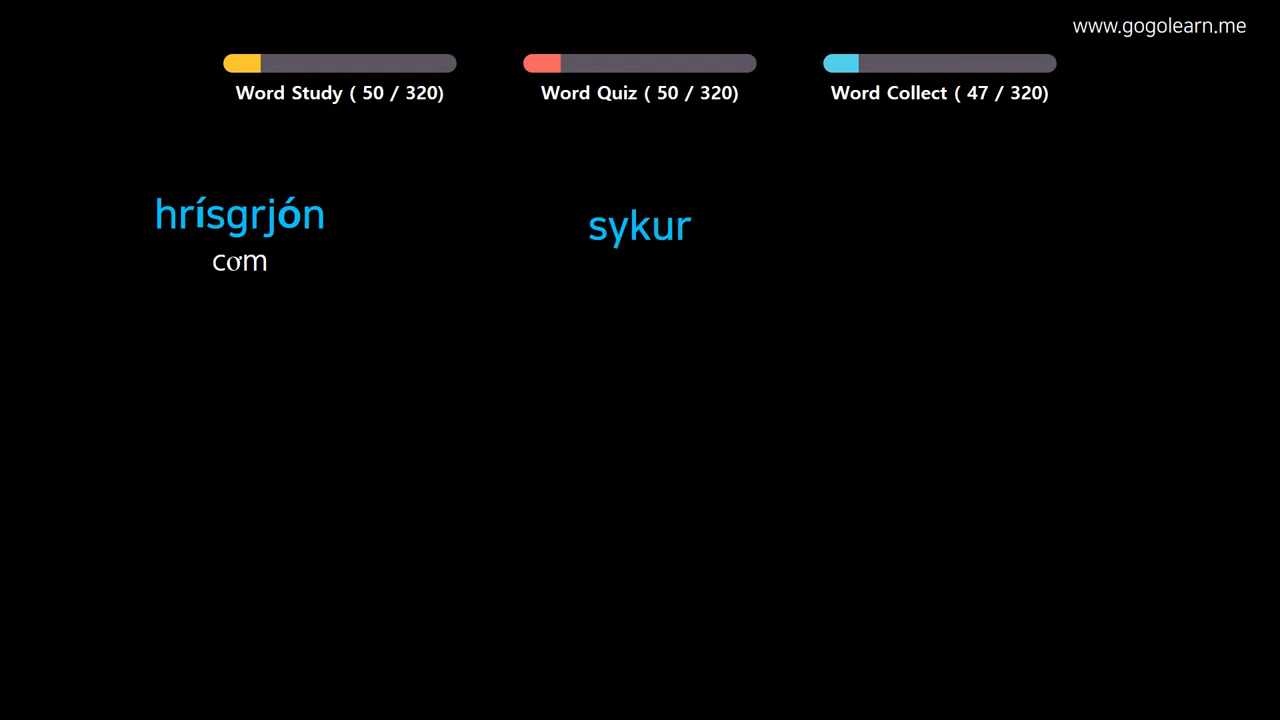 www.gogolearn.me
Word Study ( 50 / 320)
Word Quiz ( 50 / 320)
Word Collect ( 47 / 320)
hrísgrjón
cơm
sykur